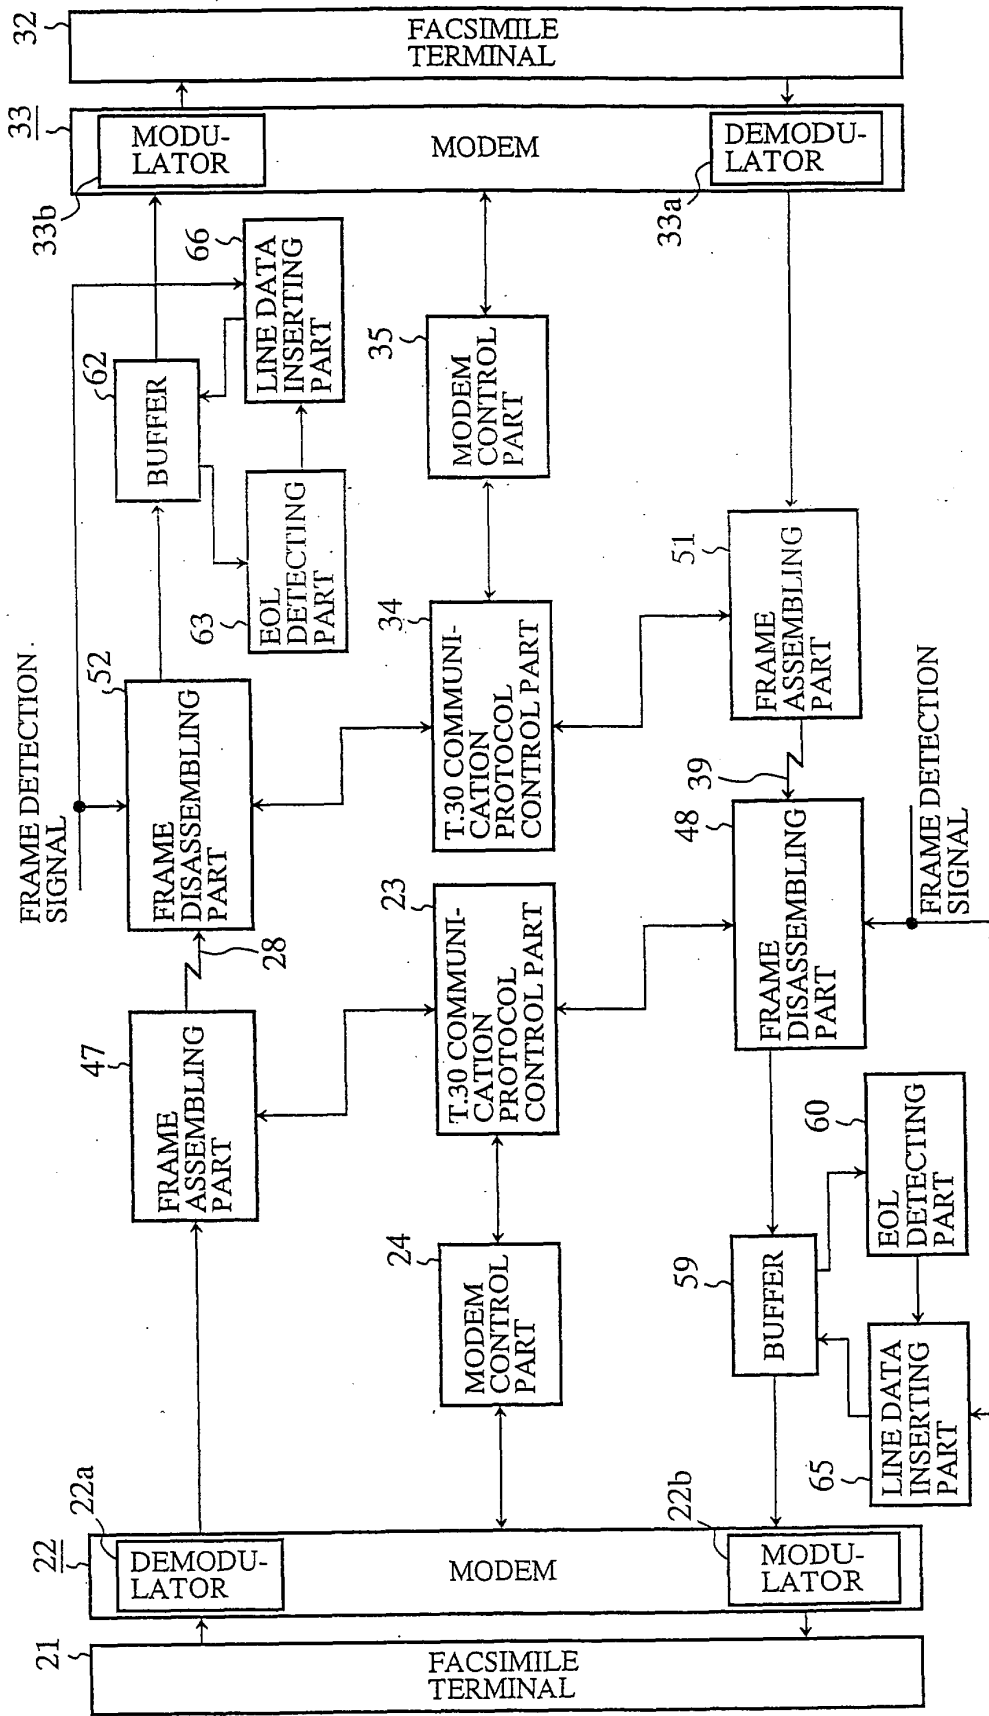 21
FACSIMILE
TERMINAL
22
22a
DEMODU-
LATOR
MODEM
22b
MODU-
LATOR
47
FRAME
ASSEMBLING
PART
28
24
MODEM
CONTROL
PART
23
T.30 COMMUNI-
CATION
PROTOCOL
CONTROL PART
59
BUFFER
60
EOL
DETECTING
PART
65
LINE DATA
INSERTING
PART
48
FRAME
DISASSEMBLING
PART
FRAME DETECTION
SIGNAL
39
FRAME DETECTION
SIGNAL
52
FRAME
DISASSEMBLING
PART
34
T.30 COMMUNI-
CATION
PROTOCOL
CONTROL PART
51
FRAME
ASSEMBLING
PART
62
BUFFER
63
EOL
DETECTING
PART
66
LINE DATA
INSERTING
PART
35
MODEM
CONTROL
PART
33
33b
MODU-
LATOR
MODEM
33a
DEMODU-
LATOR
32
FACSIMILE
TERMINAL